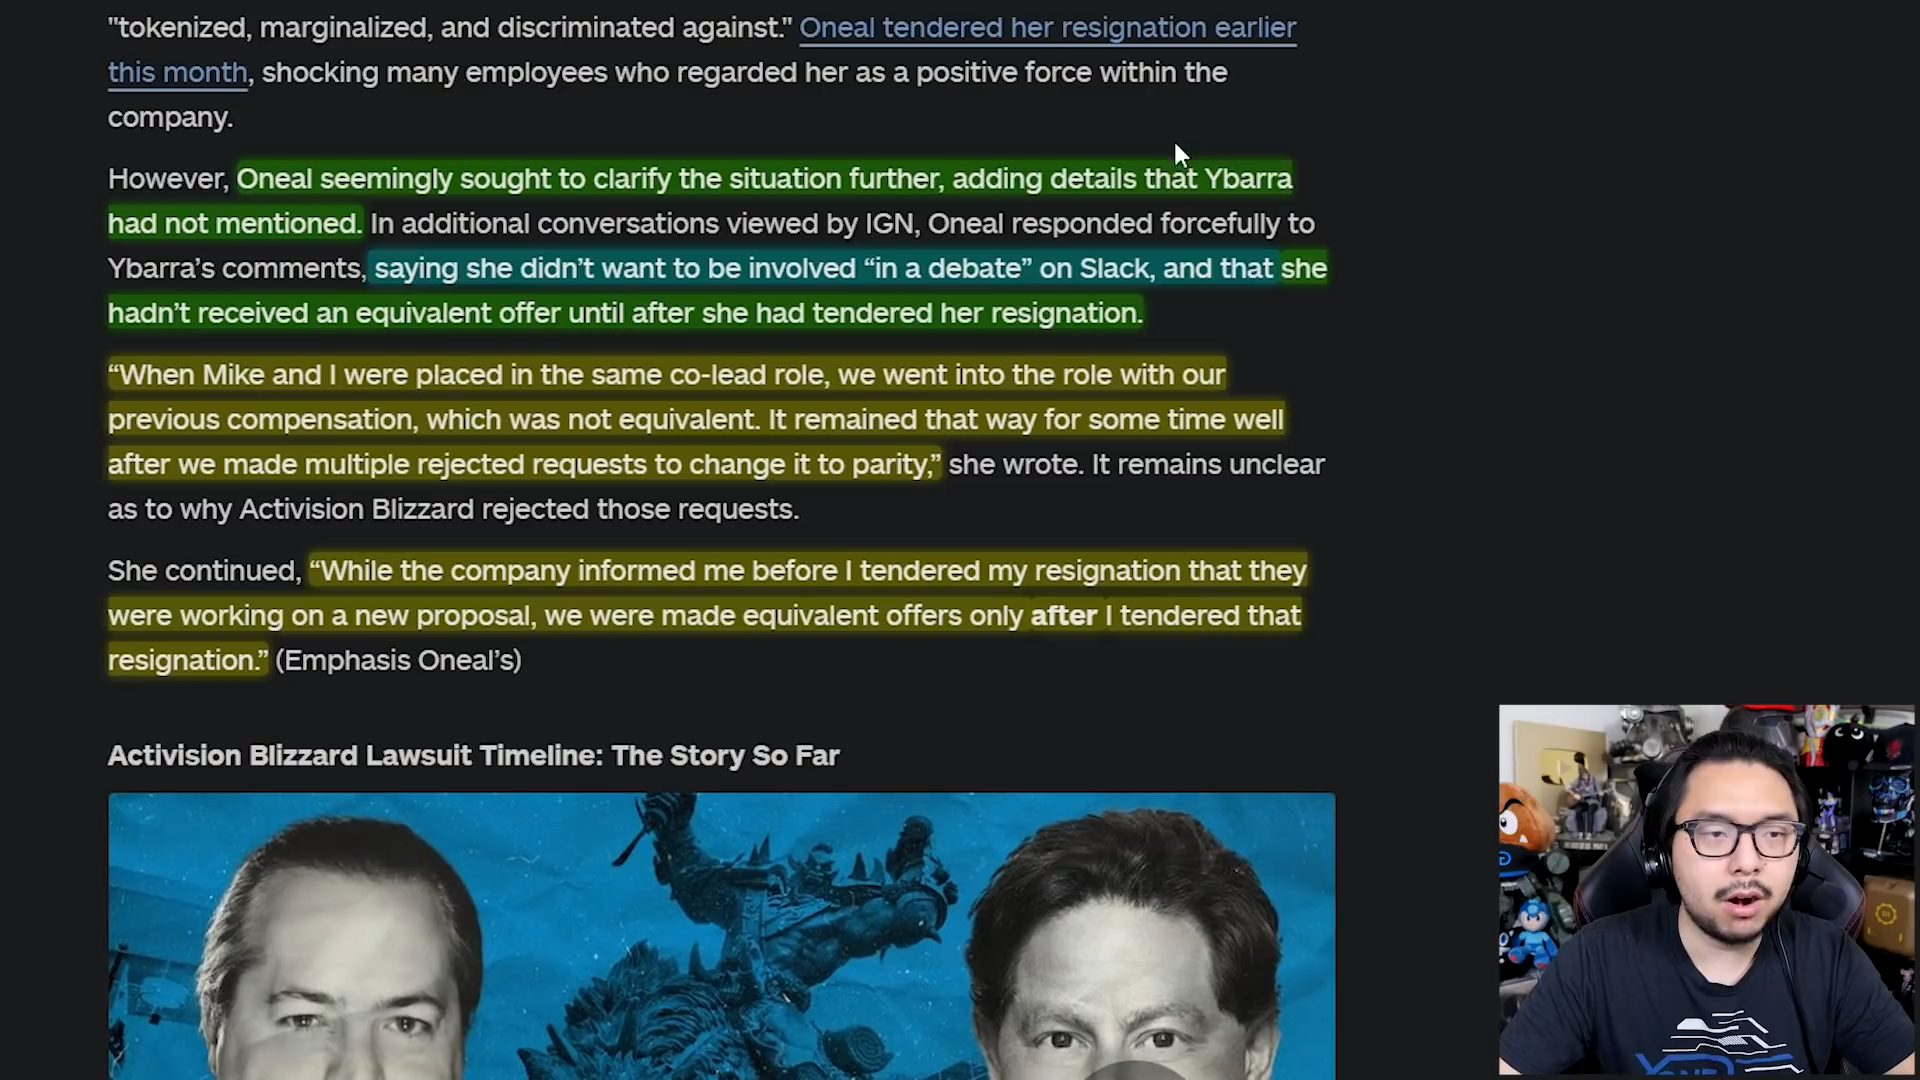 "tokenized, marginalized, and discriminated against." Oneal tendered her resignation earlier
this month, shocking many employees who regarded her as a positive force within the
company.
However, Oneal seemingly sought to clarify the situation further, adding details that Ybarra
had not mentioned. In additional conversations viewed by IGN, Oneal responded forcefully to
Ybarra’s comments, saying she didn’t want to be involved “in a debate” on Slack, and that she
hadn’t received an equivalent offer until after she had tendered her resignation.
“When Mike and I were placed in the same co-lead role, we went into the role with our
previous compensation, which was not equivalent. It remained that way for some time well
after we made multiple rejected requests to change it to parity,” she wrote. It remains unclear
as to why Activision Blizzard rejected those requests.
She continued, “While the company informed me before I tendered my resignation that they
were working on a new proposal, we were made equivalent offers only after I tendered that
resignation.” (Emphasis Oneal’s)
Activision Blizzard Lawsuit Timeline: The Story So Far